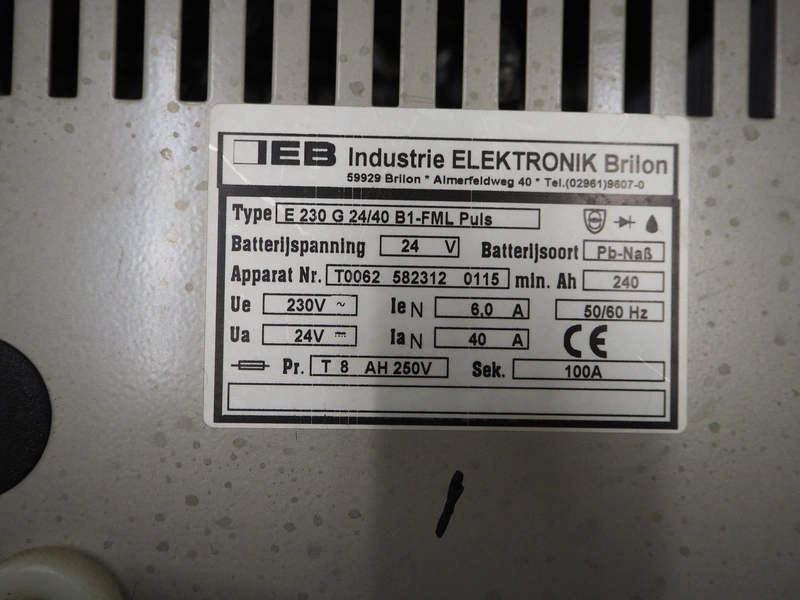 IEB Industrie ELEKTRONIK Brilon
59929 Brilon * Almerfeldweg 40 * Tel.(02961)9607-0
Type E 230 G 24/40 B1-FML Puls
Batterijspanning 24 V Batterijsoort Pb-Naß
Apparat Nr. T0062 582312 0115 min. Ah 240
Ue 230V ~ Ie N 6,0 A 50/60 Hz
Ua 24V ⎓ Ia N 40 A CE
Pr. T 8 AH 250V Sek. 100A